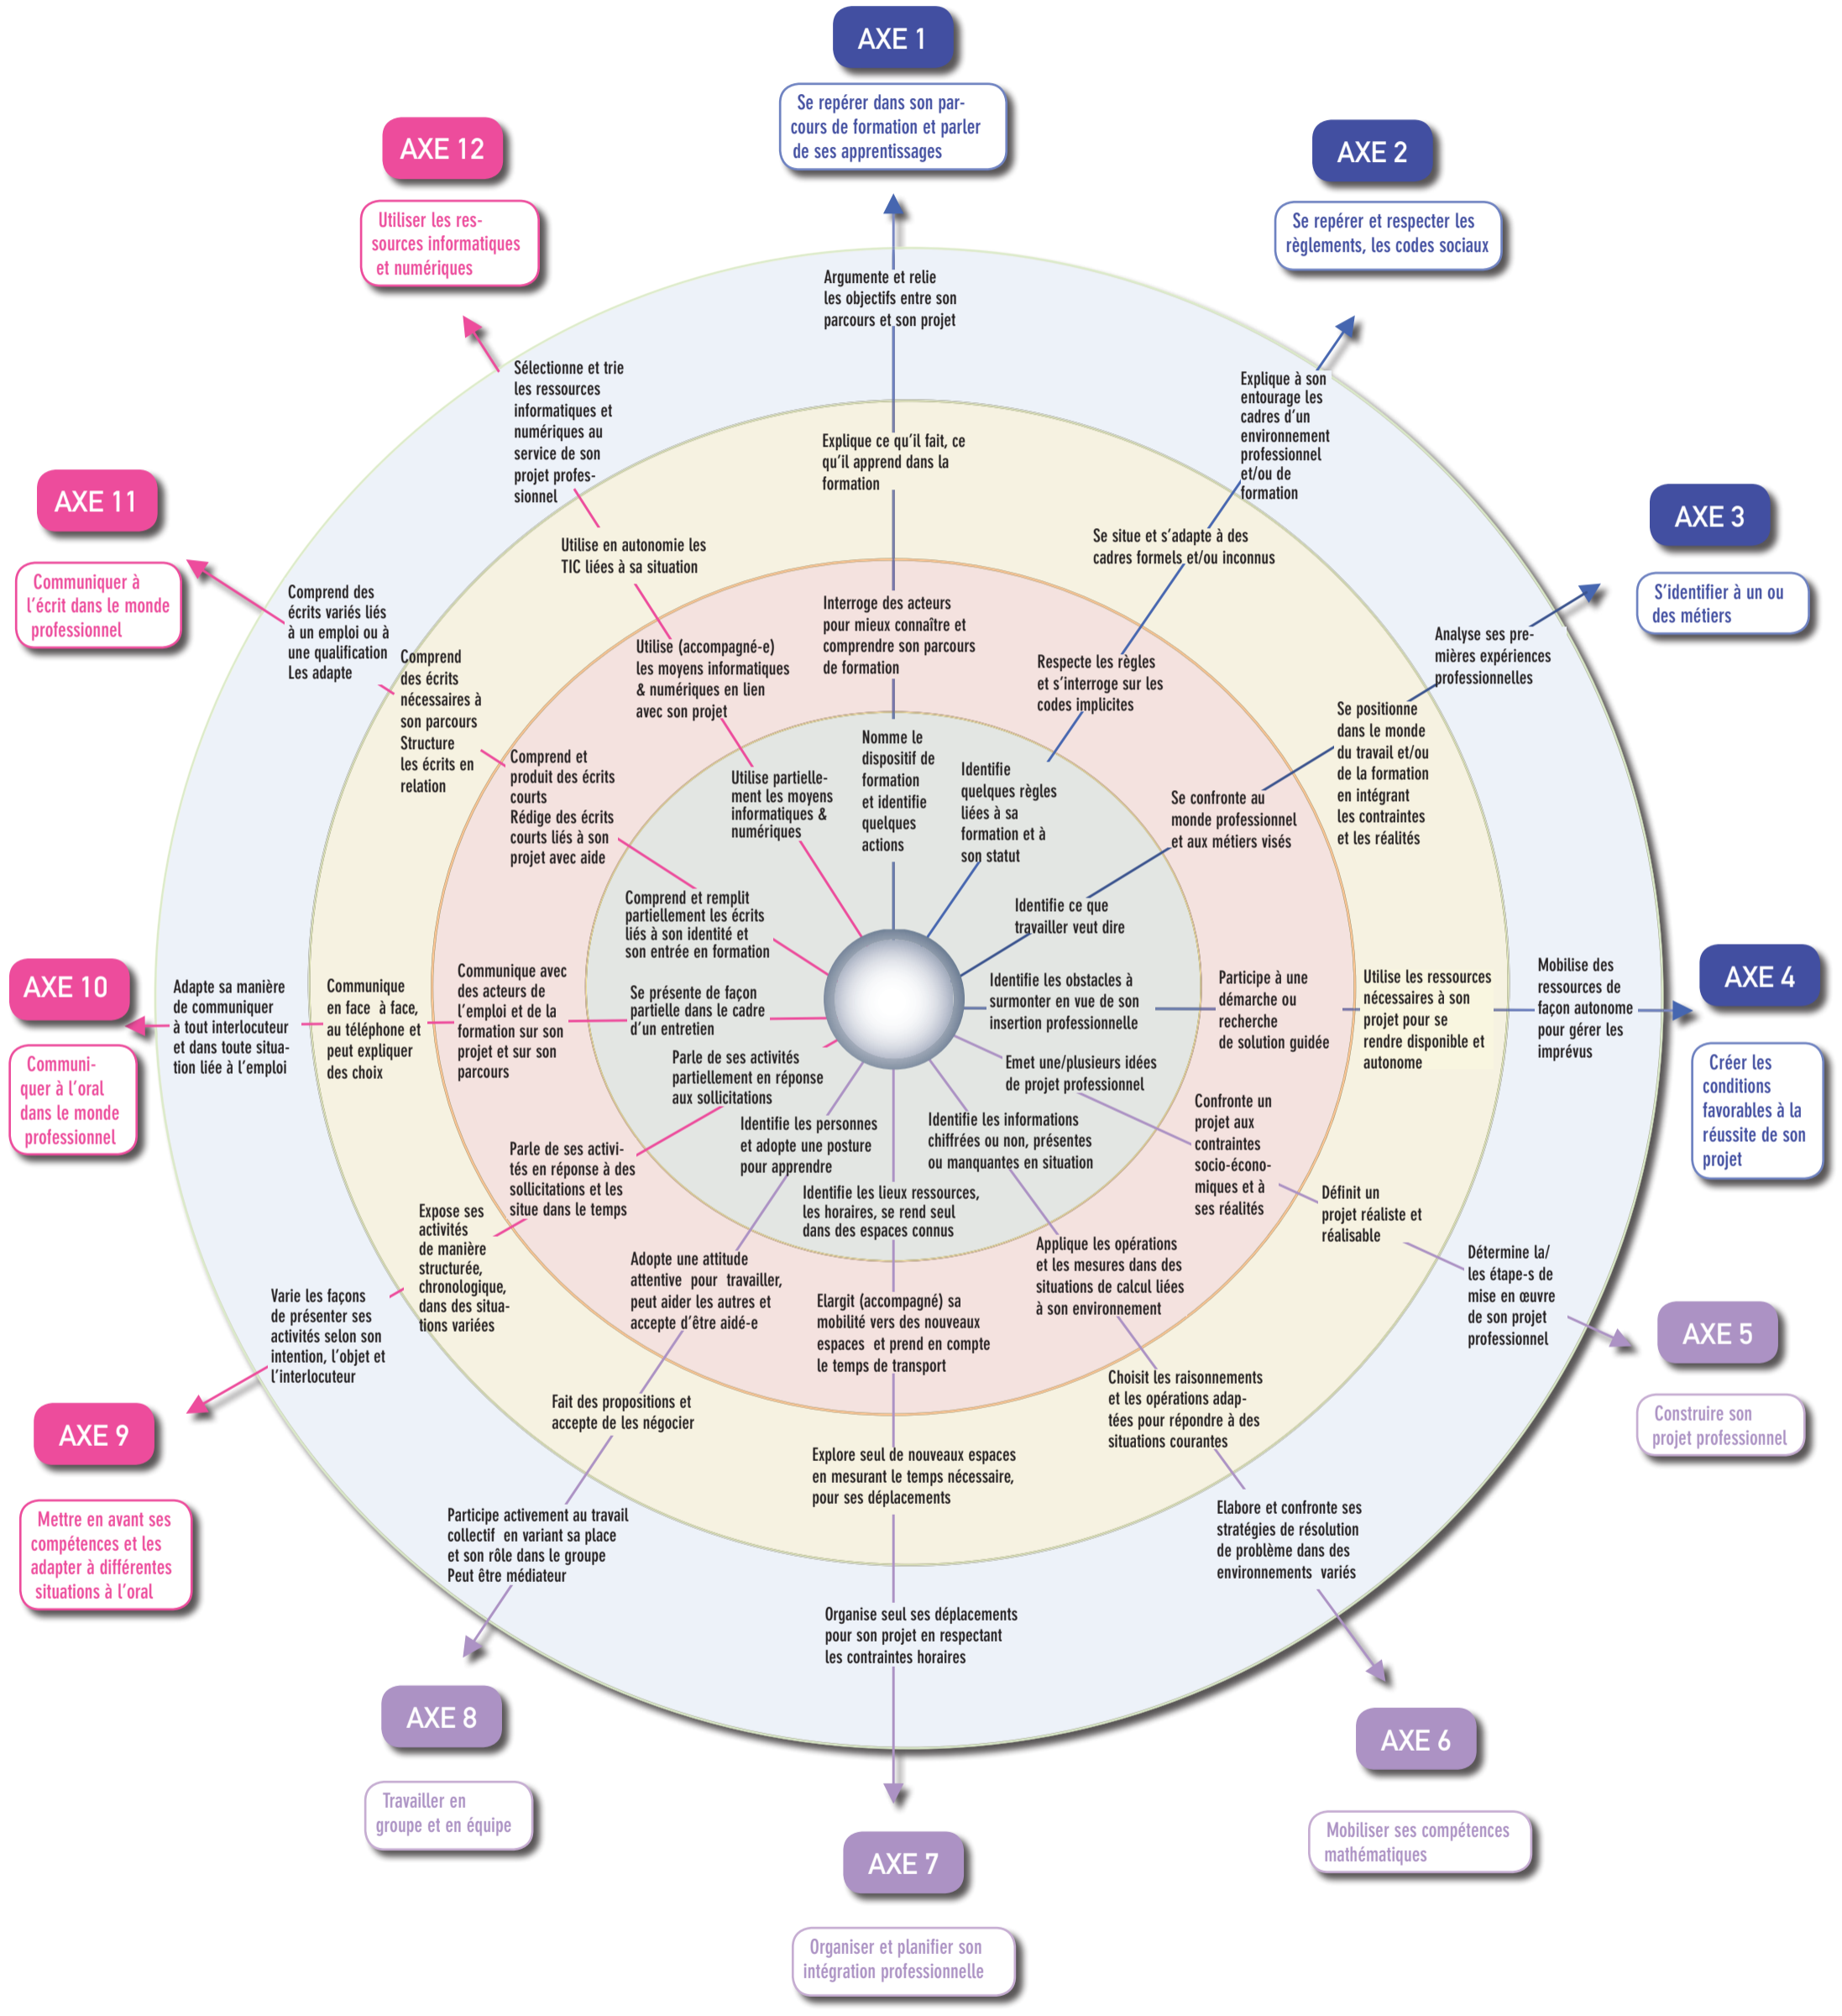 AXE 1
Se repérer dans son par-
cours de formation et parler
de ses apprentissages
Argumente et relie
les objectifs entre son
parcours et son projet
Explique ce qu'il fait, ce
qu'il apprend dans la
formation
Interroge des acteurs
pour mieux connaître et
comprendre son parcours
de formation
Nomme le
dispositif de
formation
et identifie
quelques
actions
AXE 2
Se repérer et respecter les
règlements, les codes sociaux
Explique à son
entourage les
cadres d'un
environnement
professionnel
et/ou de
formation
Se situe et s'adapte à des
cadres formels et/ou inconnus
Respecte les règles
et s'interroge sur les
codes implicites
Identifie
quelques règles
liées à sa
formation et à
son statut
AXE 3
S'identifier à un ou
des métiers
Analyse ses pre-
mières expériences
professionnelles
Se positionne
dans le monde
du travail et/ou
de la formation
en intégrant
les contraintes
et les réalités
Se confronte au
monde professionnel
et aux métiers visés
Identifie ce que
travailler veut dire
AXE 4
Créer les
conditions
favorables à la
réussite de son
projet
Mobilise des
ressources de
façon autonome
pour gérer les
imprévus
Utilise les ressources
nécessaires à son
projet pour se
rendre disponible et
autonome
Participe à une
démarche ou
recherche
de solution guidée
Identifie les obstacles à
surmonter en vue de son
insertion professionnelle
AXE 5
Construire son
projet professionnel
Détermine la/
les étape-s de
mise en œuvre
de son projet
professionnel
Définit un
projet réaliste et
réalisable
Confronte un
projet aux
contraintes
socio-écono-
miques et à
ses réalités
Emet une/plusieurs idées
de projet professionnel
AXE 6
Mobiliser ses compétences
mathématiques
Elabore et confronte ses
stratégies de résolution
de problème dans des
environnements variés
Choisit les raisonnements
et les opérations adap-
tées pour répondre à des
situations courantes
Applique les opérations
et les mesures dans des
situations de calcul liées
à son environnement
Identifie les informations
chiffrées ou non, présentes
ou manquantes en situation
AXE 7
Organiser et planifier son
intégration professionnelle
Organise seul ses déplacements
pour son projet en respectant
les contraintes horaires
Explore seul de nouveaux espaces
en mesurant le temps nécessaire,
pour ses déplacements
Elargit (accompagné) sa
mobilité vers des nouveaux
espaces et prend en compte
le temps de transport
Identifie les lieux ressources,
les horaires, se rend seul
dans des espaces connus
AXE 8
Travailler en
groupe et en équipe
Participe activement au travail
collectif en variant sa place
et son rôle dans le groupe
Peut être médiateur
Fait des propositions et
accepte de les négocier
Adopte une attitude
attentive pour travailler,
peut aider les autres et
accepte d'être aidé-e
Identifie les personnes
et adopte une posture
pour apprendre
AXE 9
Mettre en avant ses
compétences et les
adapter à différentes
situations à l'oral
Varie les façons
de présenter ses
activités selon son
intention, l'objet et
l'interlocuteur
Expose ses
activités
de manière
structurée,
chronologique,
dans des situa-
tions variées
Parle de ses activi-
tés en réponse à des
sollicitations et les
situe dans le temps
Parle de ses activités
partiellement en réponse
aux sollicitations
AXE 10
Communi-
quer à l'oral
dans le monde
professionnel
Adapte sa manière
de communiquer
à tout interlocuteur
et dans toute situa-
tion liée à l'emploi
Communique
en face à face,
au téléphone et
peut expliquer
des choix
Communique avec
des acteurs de
l'emploi et de la
formation sur son
projet et sur son
parcours
Se présente de façon
partielle dans le cadre
d'un entretien
AXE 11
Communiquer à
l'écrit dans le monde
professionnel
Comprend des
écrits variés liés
à un emploi ou à
une qualification
Les adapte
Comprend
des écrits
nécessaires à
son parcours
Structure
les écrits en
relation
Comprend et
produit des écrits
courts
Rédige des écrits
courts liés à son
projet avec aide
Comprend et remplit
partiellement les écrits
liés à son identité et
son entrée en formation
AXE 12
Utiliser les res-
sources informatiques
et numériques
Sélectionne et trie
les ressources
informatiques et
numériques au
service de son
projet profes-
sionnel
Utilise en autonomie les
TIC liées à sa situation
Utilise (accompagné-e)
les moyens informatiques
& numériques en lien
avec son projet
Utilise partielle-
ment les moyens
informatiques &
numériques